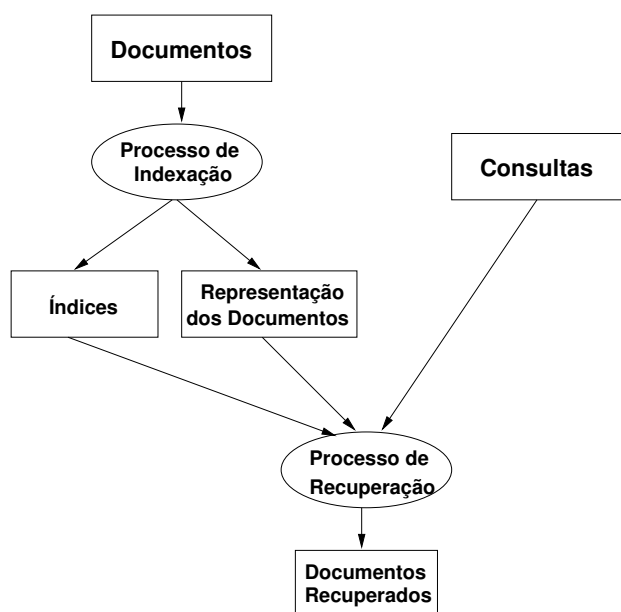 Documentos
Processo de
Indexação
Consultas
Índices
Representação
dos Documentos
Processo de
Recuperação
Documentos
Recuperados